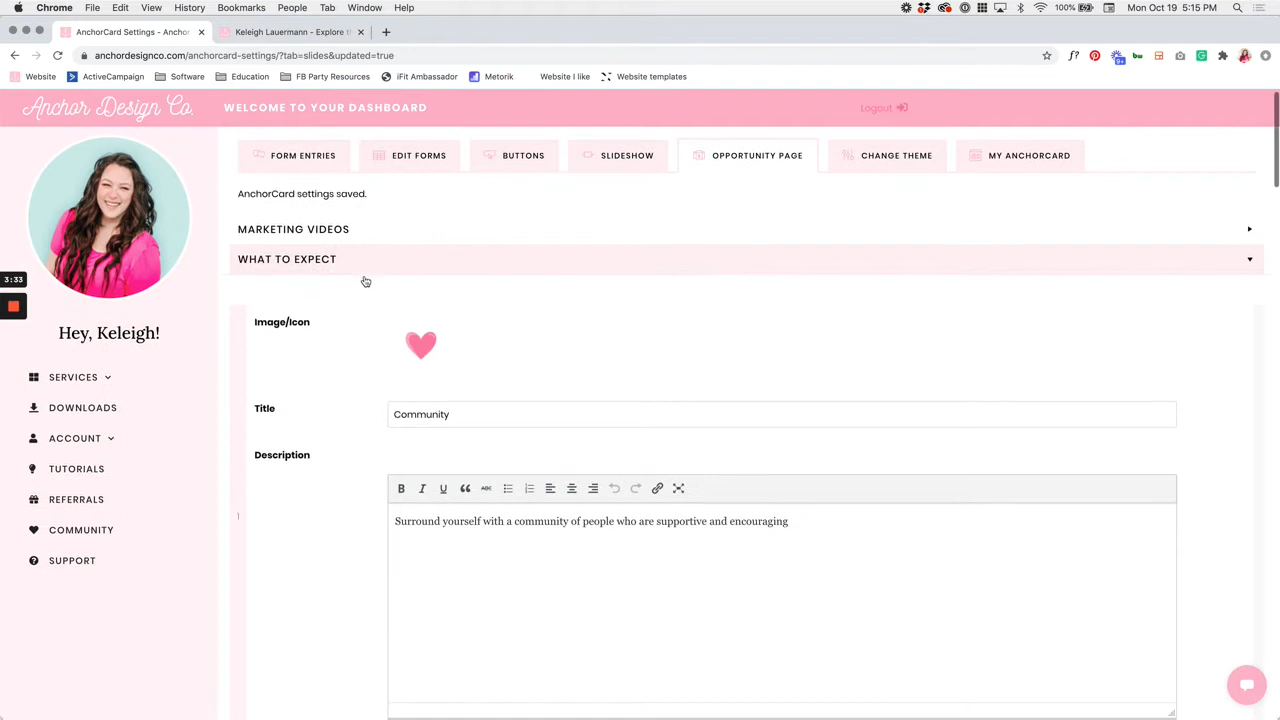 Chrome File Edit View History Bookmarks People Tab Window Help 100% Mon Oct 19 5:15 PM
AnchorCard Settings - Anchor Keleigh Lauermann - Explore th
anchordesignco.com/anchorcard-settings/?tab=slides&updated=true
Website ActiveCampaign Software Education FB Party Resources iFit Ambassador Metorik Website I like Website templates
Anchor Design Co. WELCOME TO YOUR DASHBOARD Logout
FORM ENTRIES EDIT FORMS BUTTONS SLIDESHOW OPPORTUNITY PAGE CHANGE THEME MY ANCHORCARD
AnchorCard settings saved.
MARKETING VIDEOS
WHAT TO EXPECT
3:33
Image/Icon
Hey, Keleigh!
SERVICES
DOWNLOADS
ACCOUNT
TUTORIALS
REFERRALS
COMMUNITY
SUPPORT
Title Community
Description
B I U ABC
1
Surround yourself with a community of people who are supportive and encouraging